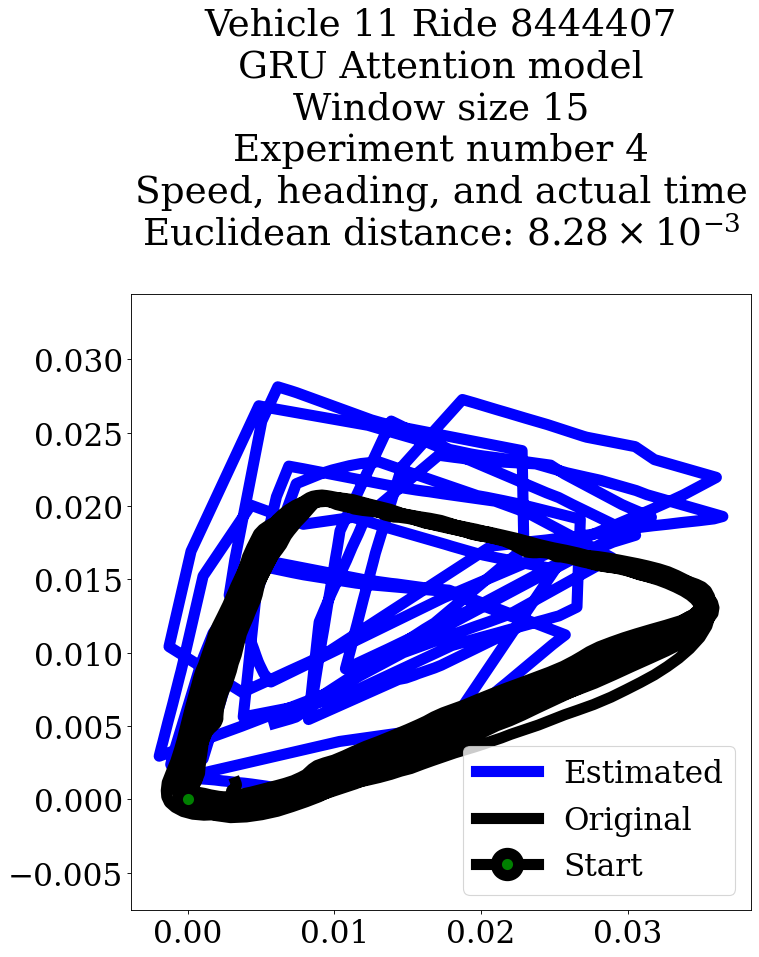 Vehicle 11 Ride 8444407
GRU Attention model
Window size 15
Experiment number 4
Speed, heading, and actual time
Euclidean distance: 8.28 × 10⁻³
0.030
0.025
0.020
0.015
0.010
0.005
0.000
−0.005
Estimated
Original
Start
0.00 0.01 0.02 0.03